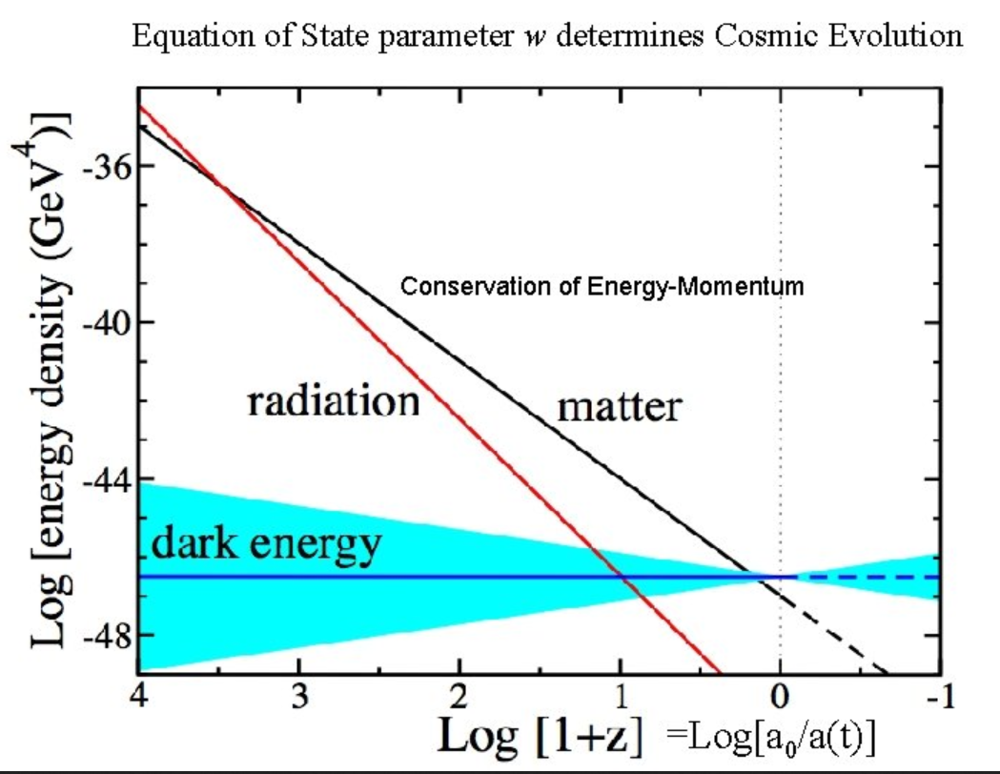 Equation of State parameter w determines Cosmic Evolution
Log [energy density (GeV⁴)]
-36
-40
-44
-48
Conservation of Energy-Momentum
radiation
matter
dark energy
4 3 2 1 0 -1
Log [1+z] =Log[a₀/a(t)]